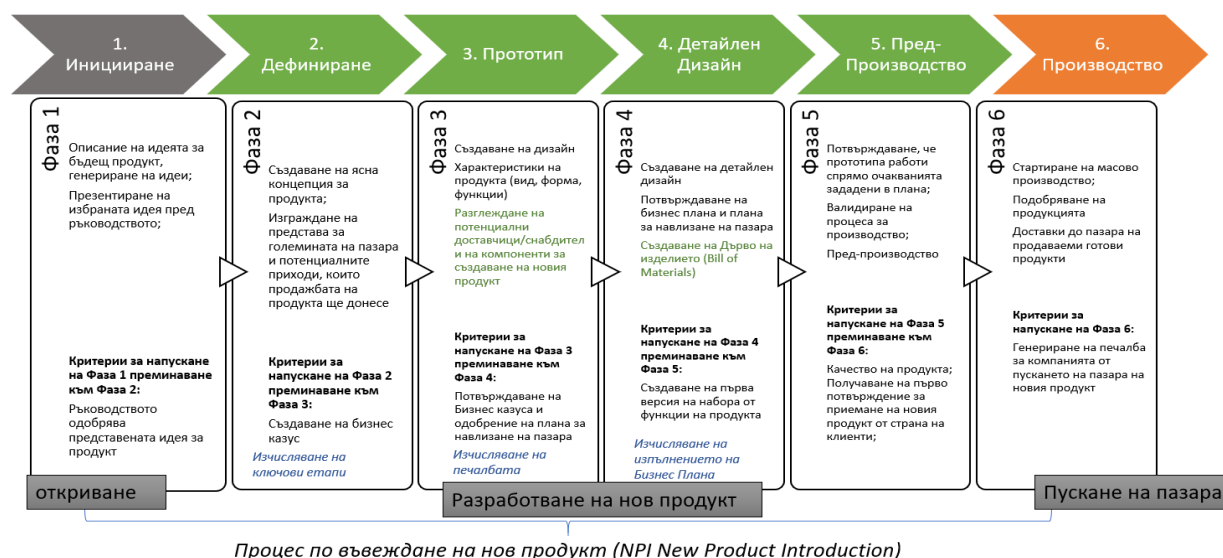 1.
Иницииране
2.
Дефиниране
3. Прототип
4. Детайлен
Дизайн
5. Пред-
Производство
6.
Производство
Фаза 1
Описание на идеята за
бъдещ продукт,
генериране на идеи;
Презентиране на
избраната идея пред
ръководството;
Критерии за напускане
на Фаза 1 преминаване
към Фаза 2:
Ръководството
одобрява
представената идея за
продукт
Фаза 2
Създаване на ясна
концепция за
продукта;
Изграждане на
представа за
големината на пазара
и потенциалните
приходи, които
продажбата на
продукта ще донесе
Критерии за
напускане на Фаза 2
преминаване към
Фаза 3:
Създаване на бизнес
казус
Изчисляване на
ключови етапи
Фаза 3
Създаване на дизайн
Характеристики на
продукта (вид, форма,
функции)
Разглеждане на
потенциални
доставчици/снабдител
и на компоненти за
създаване на новия
продукт
Критерии за
напускане на Фаза 3
преминаване към
Фаза 4:
Потвърждаване на
Бизнес казуса и
одобрение на плана за
навлизане на пазара
Изчисляване на
печалбата
Фаза 4
Създаване на детайлен
дизайн
Потвърждаване на
бизнес плана и плана
за навлизане на пазара
Създаване на Дърво на
изделието (Bill of
Materials)
Критерии за
напускане на Фаза 4
преминаване към
Фаза 5:
Създаване на първа
версия на набора от
функции на продукта
Изчисляване на
изпълнението на
Бизнес Плана
Фаза 5
Потвърждаване, че
прототипа работи
спрямо очакванията
зададени в плана;
Валидиране на
процеса за
производство;
Пред-производство
Критерии за
напускане на Фаза 5
преминаване към
Фаза 6:
Качество на продукта;
Получаване на първо
потвърждение за
приемане на новия
продукт от страна на
клиенти;
Фаза 6
Стартиране на масово
производство;
Подобряване на
продукцията
Доставки до пазара на
продаваеми готови
продукти
Критерии за
напускане на Фаза 6:
Генериране на печалба
за компанията от
пускането на пазара на
новия продукт
откриване
Разработване на нов продукт
Пускане на пазара
Процес по въвеждане на нов продукт (NPI New Product Introduction)